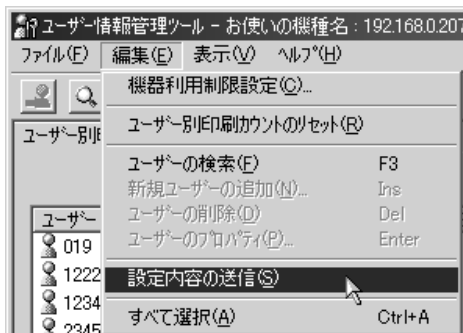 ユーザー情報管理ツール - お使いの機種名 : 192.168.0.207
ファイル(F) 編集(E) 表示(V) ヘルプ(H)
機器利用制限設定(C)...
ユーザー別印刷カウントのリセット(R)
ユーザー別
ユーザーの検索(F) F3
新規ユーザーの追加(N)... Ins
ユーザーの削除(D) Del
ユーザーのプロパティ(P)... Enter
ユーザー
019
1222
設定内容の送信(S)
1234
すべて選択(A) Ctrl+A
2345